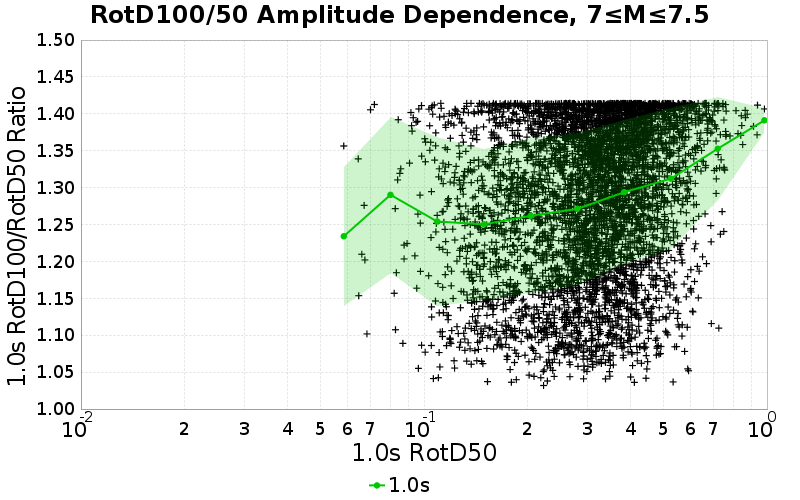 RotD100/50 Amplitude Dependence, 7≤M≤7.5
1.0s RotD100/RotD50 Ratio
1.50
1.45
1.40
1.35
1.30
1.25
1.20
1.15
1.10
1.05
1.00
10^-2 2 3 4 5 6 7 10^-1 2 3 4 5 6 7 10^0
1.0s RotD50
1.0s